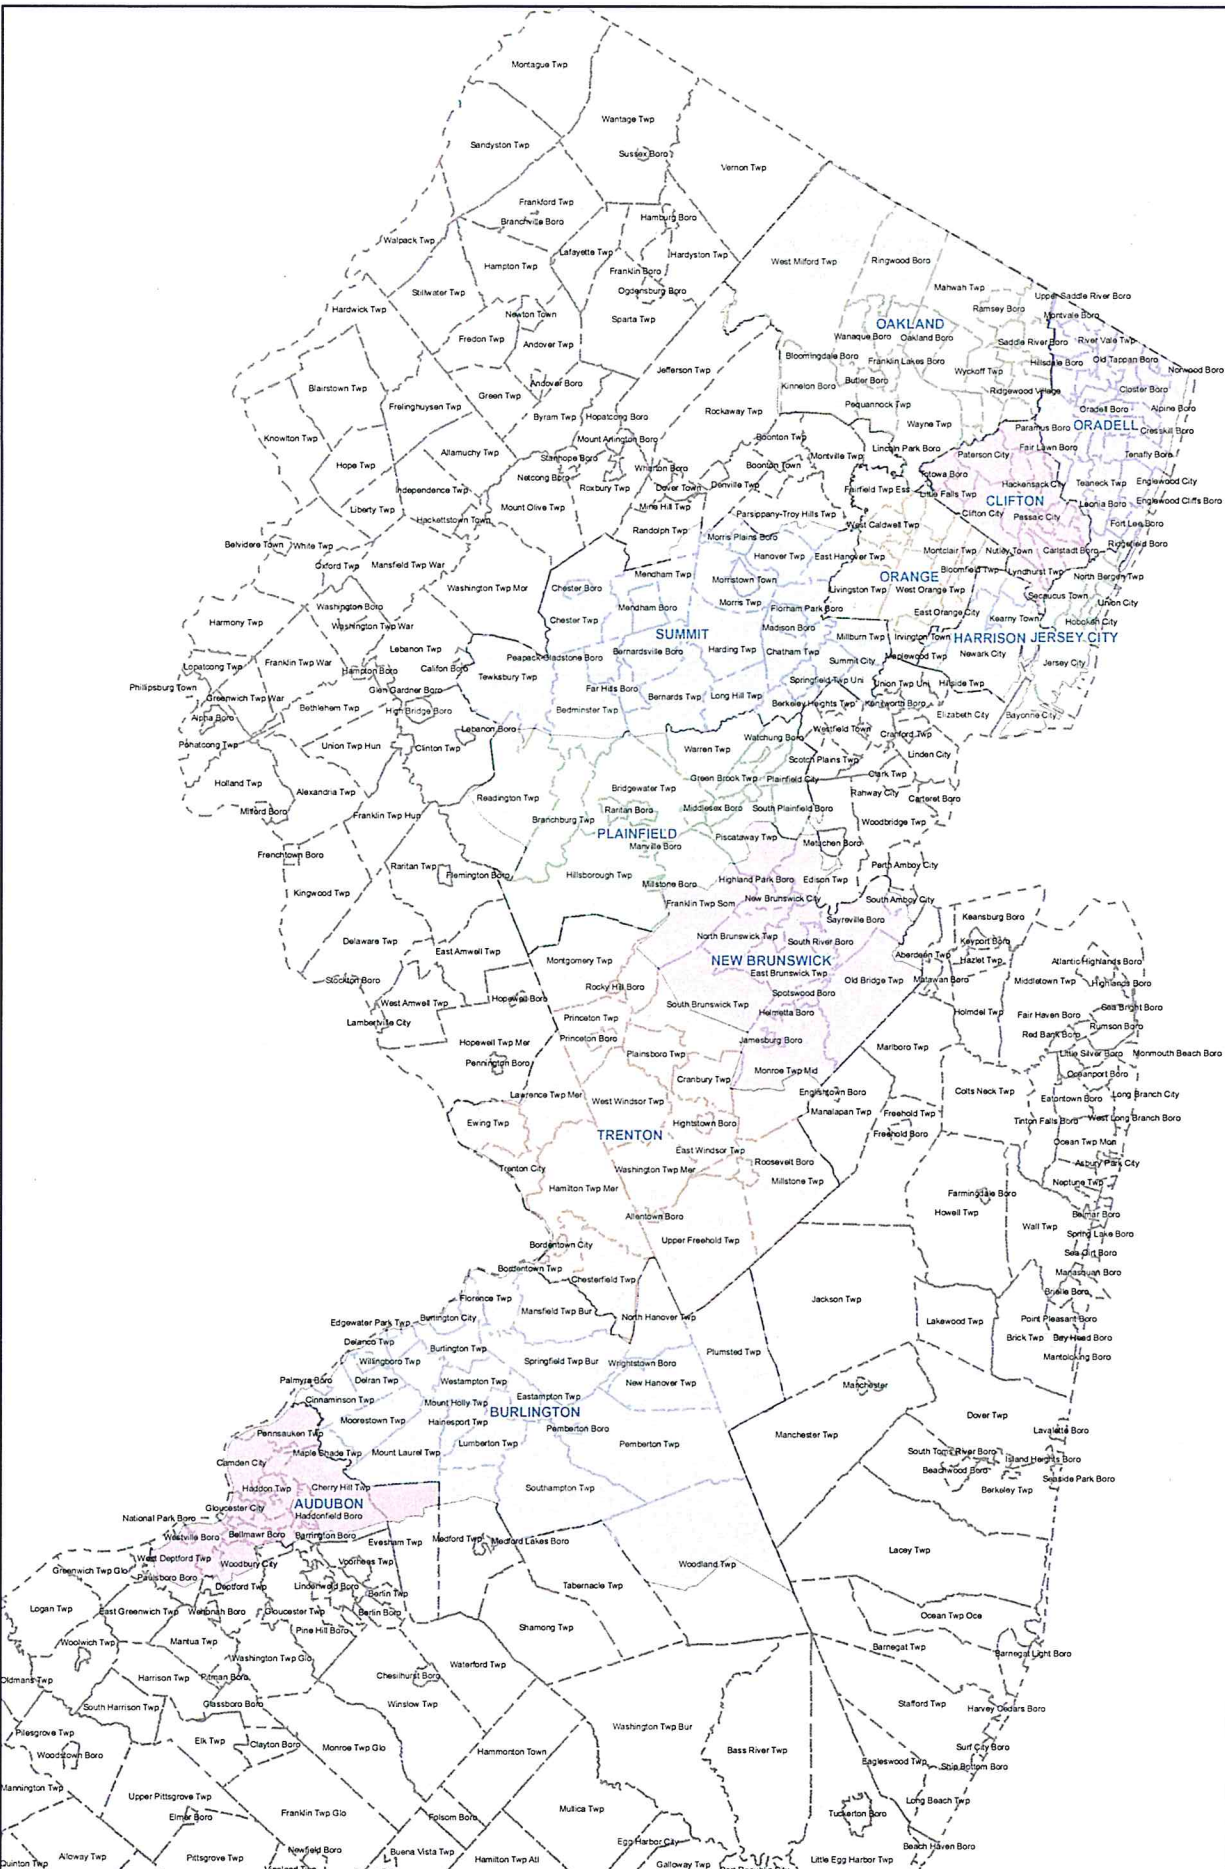 Montague Twp
Wantage Twp
Sussex Boro
Sandyston Twp
Vernon Twp
Frankford Twp
Branchville Boro
Hamburg Boro
Walpack Twp
Lafayette Twp
Hardyston Twp
Hampton Twp
Franklin Boro
Ogdensburg Boro
West Milford Twp
Ringwood Boro
Mahwah Twp
Stillwater Twp
Hardwick Twp
Newton Town
Sparta Twp
Ramsey Boro
Upper Saddle River Boro
Montvale Boro
OAKLAND
Fredon Twp
Andover Twp
Wanaque Boro
Oakland Boro
Saddle River Boro
River Vale Twp
Bloomingdale Boro
Franklin Lakes Boro
Hillsdale Boro
Old Tappan Boro
Norwood Boro
Jefferson Twp
Wyckoff Twp
Blairstown Twp
Andover Boro
Green Twp
Kinnelon Boro
Butler Boro
Ridgewood Village
Closter Boro
Frelinghuysen Twp
Byram Twp
Hopatcong Boro
Rockaway Twp
Pequannock Twp
Oradell Boro
Alpine Boro
Wayne Twp
Paramus Boro
ORADELL
Cresskill Boro
Knowlton Twp
Mount Arlington Boro
Boonton Twp
Lincoln Park Boro
Fair Lawn Boro
Hope Twp
Allamuchy Twp
Stanhope Boro
Wharton Boro
Boonton Town
Montville Twp
Paterson City
Tenafly Boro
Netcong Boro
Roxbury Twp
Dover Town
Denville Twp
Totowa Boro
Hackensack City
Teaneck Twp
Englewood City
Independence Twp
Fairfield Twp Ess
Little Falls Twp
CLIFTON
Englewood Cliffs Boro
Liberty Twp
Hackettstown Town
Mount Olive Twp
Mine Hill Twp
Parsippany-Troy Hills Twp
Clifton City
Passaic City
Leonia Boro
Fort Lee Boro
Randolph Twp
Morris Plains Boro
West Caldwell Twp
Belvidere Town
White Twp
Hanover Twp
East Hanover Twp
Montclair Twp
Nutley Town
Carlstadt Boro
Ridgefield Boro
Oxford Twp
Mansfield Twp War
Mendham Twp
Morristown Town
ORANGE
Bloomfield Twp
Lyndhurst Twp
North Bergen Twp
Washington Twp Mor
Chester Boro
Livingston Twp
West Orange Twp
Secaucus Town
Union City
Washington Boro
Mendham Boro
Morris Twp
Florham Park Boro
East Orange City
Kearny Town
Hoboken City
Harmony Twp
Washington Twp War
Chester Twp
SUMMIT
Madison Boro
Millburn Twp
Irvington Town
HARRISON
JERSEY CITY
Lebanon Twp
Bernardsville Boro
Harding Twp
Chatham Twp
Maplewood Twp
Newark City
Lopatcong Twp
Franklin Twp War
Hampton Boro
Califon Boro
Peapack-Gladstone Boro
Summit City
Jersey City
Phillipsburg Town
Greenwich Twp War
Glen Gardner Boro
Tewksbury Twp
Far Hills Boro
Bernards Twp
Long Hill Twp
Springfield Twp Uni
Union Twp Uni
Hillside Twp
Alpha Boro
Bethlehem Twp
High Bridge Boro
Bedminster Twp
Berkeley Heights Twp
Kenilworth Boro
Elizabeth City
Bayonne City
Lebanon Boro
Westfield Town
Pohatcong Twp
Union Twp Hun
Clinton Twp
Warren Twp
Watchung Boro
Cranford Twp
Linden City
Scotch Plains Twp
Holland Twp
Alexandria Twp
Green Brook Twp
Plainfield City
Clark Twp
Bridgewater Twp
Rahway City
Carteret Boro
Readington Twp
Milford Boro
Franklin Twp Hun
Raritan Boro
Middlesex Boro
South Plainfield Boro
Branchburg Twp
Woodbridge Twp
PLAINFIELD
Piscataway Twp
Manville Boro
Metuchen Boro
Frenchtown Boro
Raritan Twp
Flemington Boro
Hillsborough Twp
Millstone Boro
Highland Park Boro
Edison Twp
Perth Amboy City
Kingwood Twp
Franklin Twp Som
New Brunswick City
South Amboy City
Sayreville Boro
Keansburg Boro
Delaware Twp
East Amwell Twp
North Brunswick Twp
South River Boro
Keyport Boro
Montgomery Twp
NEW BRUNSWICK
Aberdeen Twp
Hazlet Twp
Atlantic Highlands Boro
East Brunswick Twp
Stockton Boro
Rocky Hill Boro
Old Bridge Twp
Matawan Boro
Middletown Twp
Highlands Boro
West Amwell Twp
Hopewell Boro
South Brunswick Twp
Spotswood Boro
Lambertville City
Princeton Twp
Helmetta Boro
Holmdel Twp
Fair Haven Boro
Sea Bright Boro
Rumson Boro
Hopewell Twp Mer
Princeton Boro
Jamesburg Boro
Marlboro Twp
Red Bank Boro
Pennington Boro
Plainsboro Twp
Little Silver Boro
Monmouth Beach Boro
Monroe Twp Mid
Oceanport Boro
Cranbury Twp
Lawrence Twp Mer
West Windsor Twp
Englishtown Boro
Colts Neck Twp
Eatontown Boro
Long Branch City
Manalapan Twp
Freehold Twp
Ewing Twp
Hightstown Boro
Freehold Boro
Tinton Falls Boro
West Long Branch Boro
TRENTON
Ocean Twp Mon
East Windsor Twp
Trenton City
Washington Twp Mer
Roosevelt Boro
Asbury Park City
Millstone Twp
Neptune Twp
Hamilton Twp Mer
Farmingdale Boro
Allentown Boro
Howell Twp
Belmar Boro
Wall Twp
Spring Lake Boro
Bordentown City
Upper Freehold Twp
Sea Girt Boro
Bordentown Twp
Chesterfield Twp
Manasquan Boro
Florence Twp
Jackson Twp
Brielle Boro
Edgewater Park Twp
Burlington City
Mansfield Twp Bur
North Hanover Twp
Lakewood Twp
Point Pleasant Boro
Delanco Twp
Burlington Twp
Brick Twp
Bay Head Boro
Willingboro Twp
Springfield Twp Bur
Wrightstown Boro
Plumsted Twp
Mantoloking Boro
Palmyra Boro
Delran Twp
Westampton Twp
New Hanover Twp
Manchester
Cinnaminson Twp
Mount Holly Twp
Eastampton Twp
BURLINGTON
Moorestown Twp
Hainesport Twp
Pemberton Boro
Dover Twp
Pennsauken Twp
Lumberton Twp
Pemberton Twp
Manchester Twp
Lavalette Boro
Maple Shade Twp
Mount Laurel Twp
South Toms River Boro
Island Heights Boro
Camden City
Beachwood Boro
Seaside Park Boro
Haddon Twp
Cherry Hill Twp
Southampton Twp
Berkeley Twp
Gloucester City
AUDUBON
Haddonfield Boro
National Park Boro
Westville Boro
Bellmawr Boro
Barrington Boro
Evesham Twp
Medford Twp
Medford Lakes Boro
Lacey Twp
West Deptford Twp
Woodbury City
Voorhees Twp
Woodland Twp
Greenwich Twp Glo
Paulsboro Boro
Deptford Twp
Lindenwold Boro
Berlin Twp
Tabernacle Twp
Logan Twp
East Greenwich Twp
Wenonah Boro
Gloucester Twp
Berlin Boro
Ocean Twp Oce
Pine Hill Boro
Shamong Twp
Woolwich Twp
Mantua Twp
Barnegat Twp
Barnegat Light Boro
Washington Twp Glo
Waterford Twp
Oldmans Twp
Harrison Twp
Pitman Boro
Chesilhurst Boro
South Harrison Twp
Glassboro Boro
Winslow Twp
Stafford Twp
Harvey Cedars Boro
Pilesgrove Twp
Elk Twp
Clayton Boro
Monroe Twp Glo
Washington Twp Bur
Surf City Boro
Woodstown Boro
Hammonton Town
Bass River Twp
Eagleswood Twp
Ship Bottom Boro
Mannington Twp
Upper Pittsgrove Twp
Long Beach Twp
Elmer Boro
Franklin Twp Glo
Folsom Boro
Mullica Twp
Tuckerton Boro
Egg Harbor City
Beach Haven Boro
Quinton Twp
Alloway Twp
Pittsgrove Twp
Newfield Boro
Buena Vista Twp
Hamilton Twp Atl
Galloway Twp
Little Egg Harbor Twp